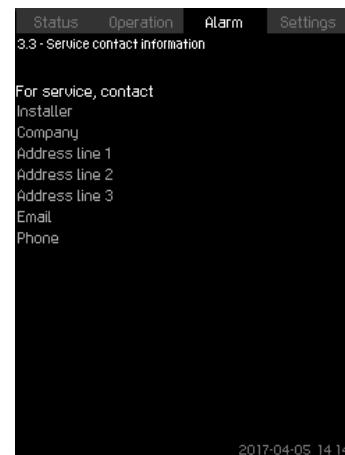 Status Operation Alarm Settings
3.3 - Service contact information
For service, contact
Installer
Company
Address line 1
Address line 2
Address line 3
Email
Phone
2017-04-05 14 14